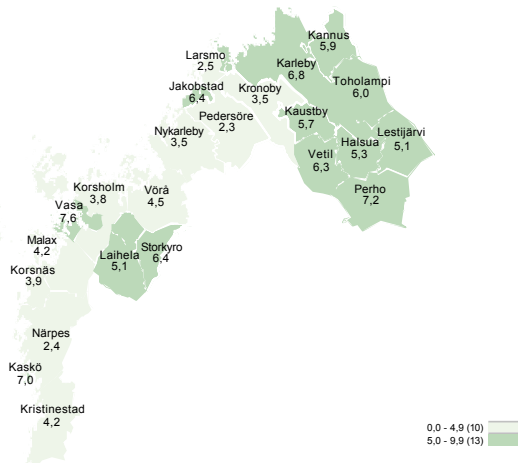 Kannus
5,9
Larsmo
2,5
Karleby
6,8
Toholampi
6,0
Jakobstad
6,4
Kronoby
3,5
Kaustby
5,7
Pedersöre
2,3
Nykarleby
3,5
Lestijärvi
5,1
Halsua
5,3
Vetil
6,3
Perho
7,2
Korsholm
3,8
Vörå
4,5
Vasa
7,6
Malax
4,2
Laihela
5,1
Storkyro
6,4
Korsnäs
3,9
Närpes
2,4
Kaskö
7,0
Kristinestad
4,2
0,0 - 4,9 (10)
5,0 - 9,9 (13)